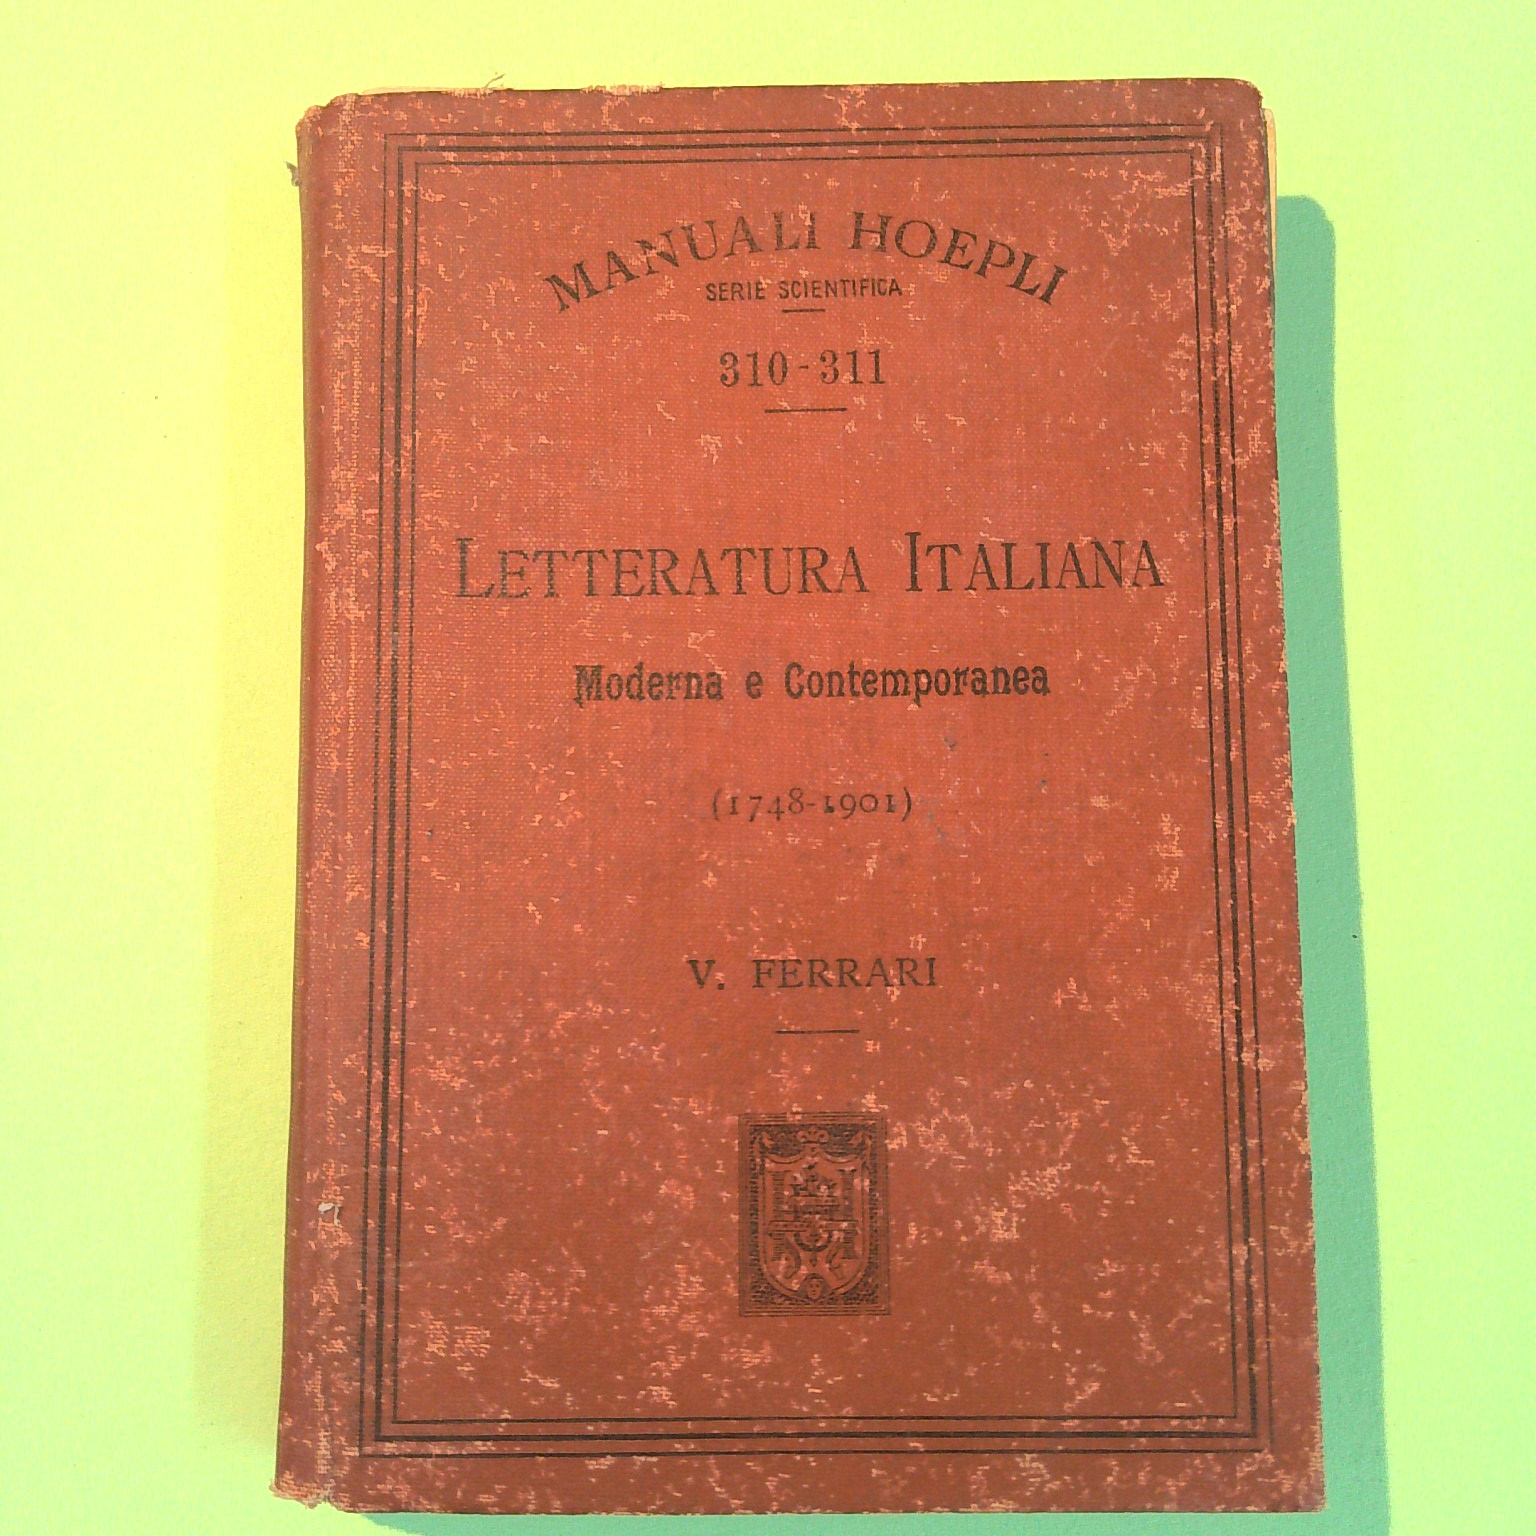 MANUALI HOEPLI
SERIE SCIENTIFICA
310-311
LETTERATURA ITALIANA
Moderna e Contemporanea
(1748-1901)
V. FERRARI